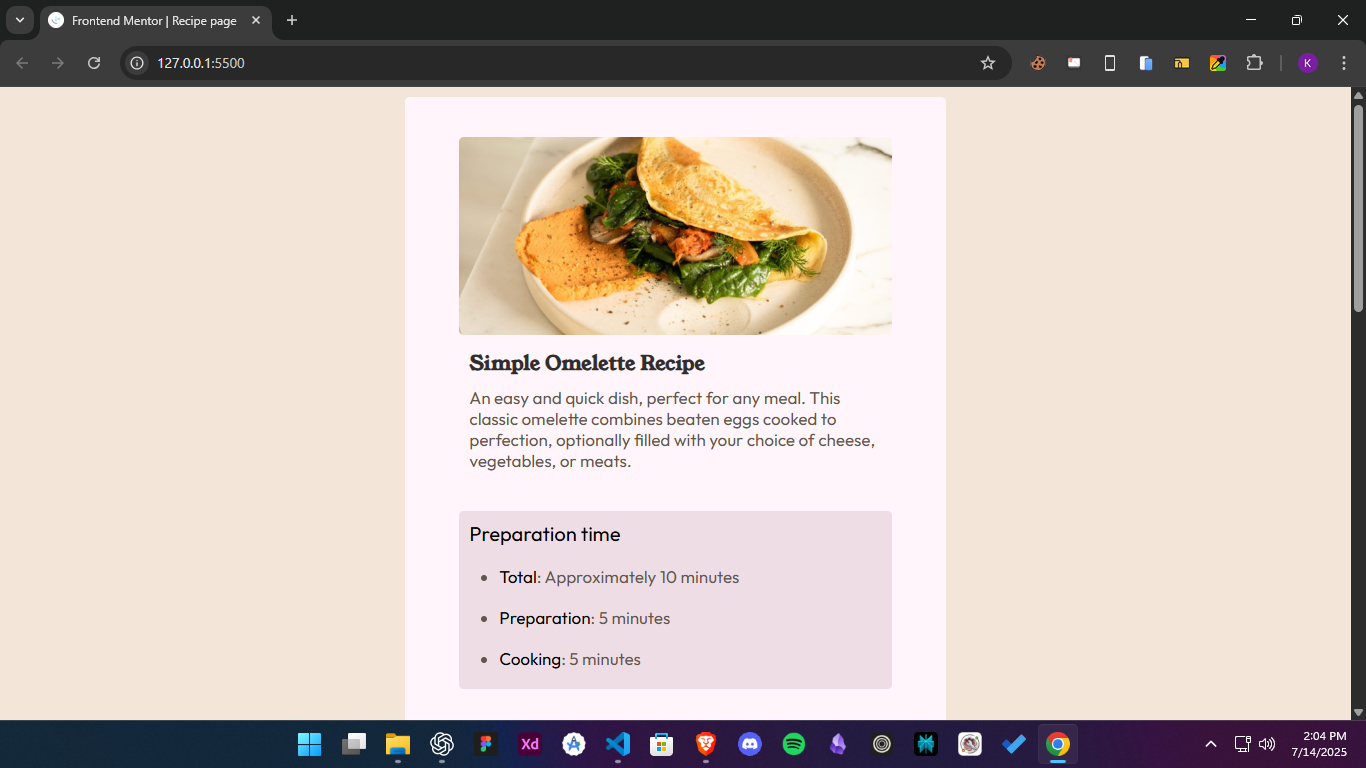 Frontend Mentor | Recipe page
127.0.0.1:5500
K
Simple Omelette Recipe
An easy and quick dish, perfect for any meal. This
classic omelette combines beaten eggs cooked to
perfection, optionally filled with your choice of cheese,
vegetables, or meats.
Preparation time
Total: Approximately 10 minutes
Preparation: 5 minutes
Cooking: 5 minutes
Xd
2:04 PM
7/14/2025